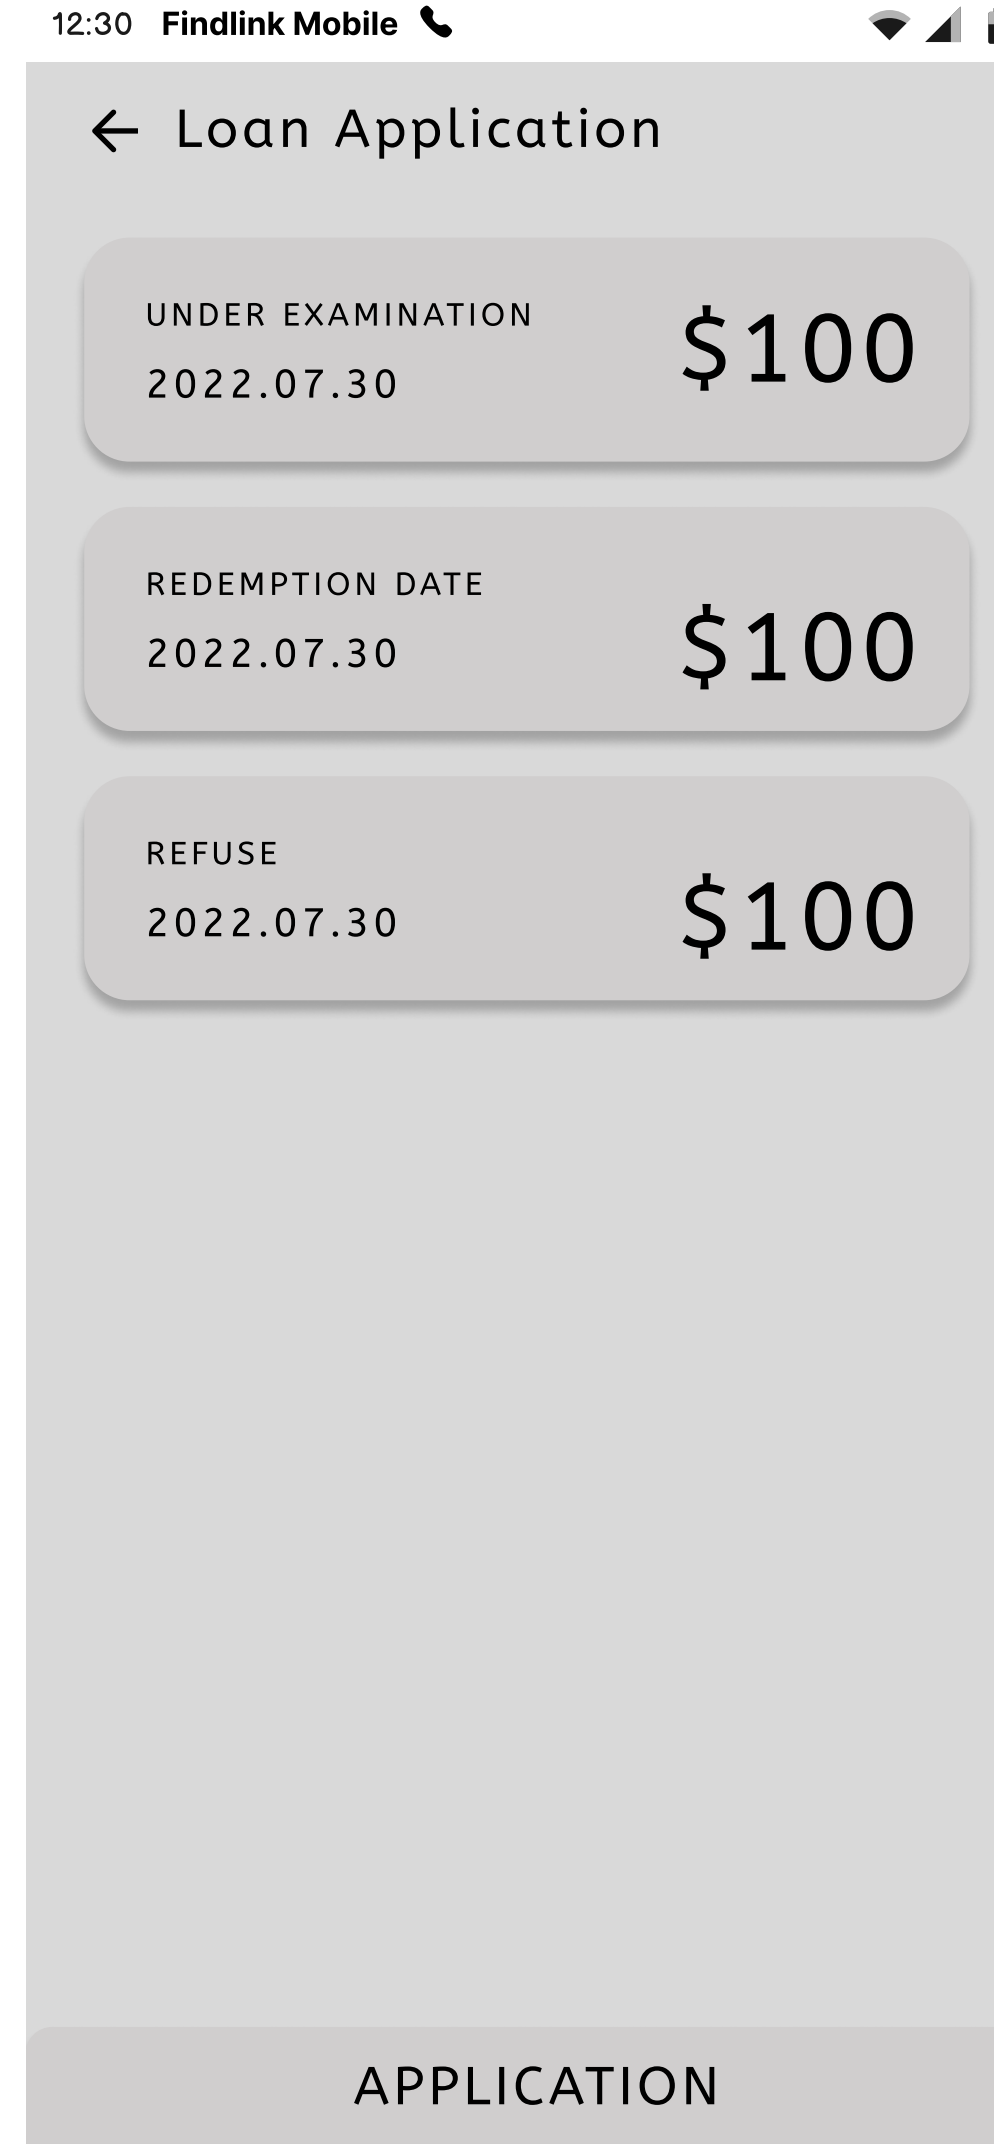 12:30 Findlink Mobile
Loan Application
UNDER EXAMINATION
2022.07.30
$100
REDEMPTION DATE
2022.07.30
$100
REFUSE
2022.07.30
$100
APPLICATION